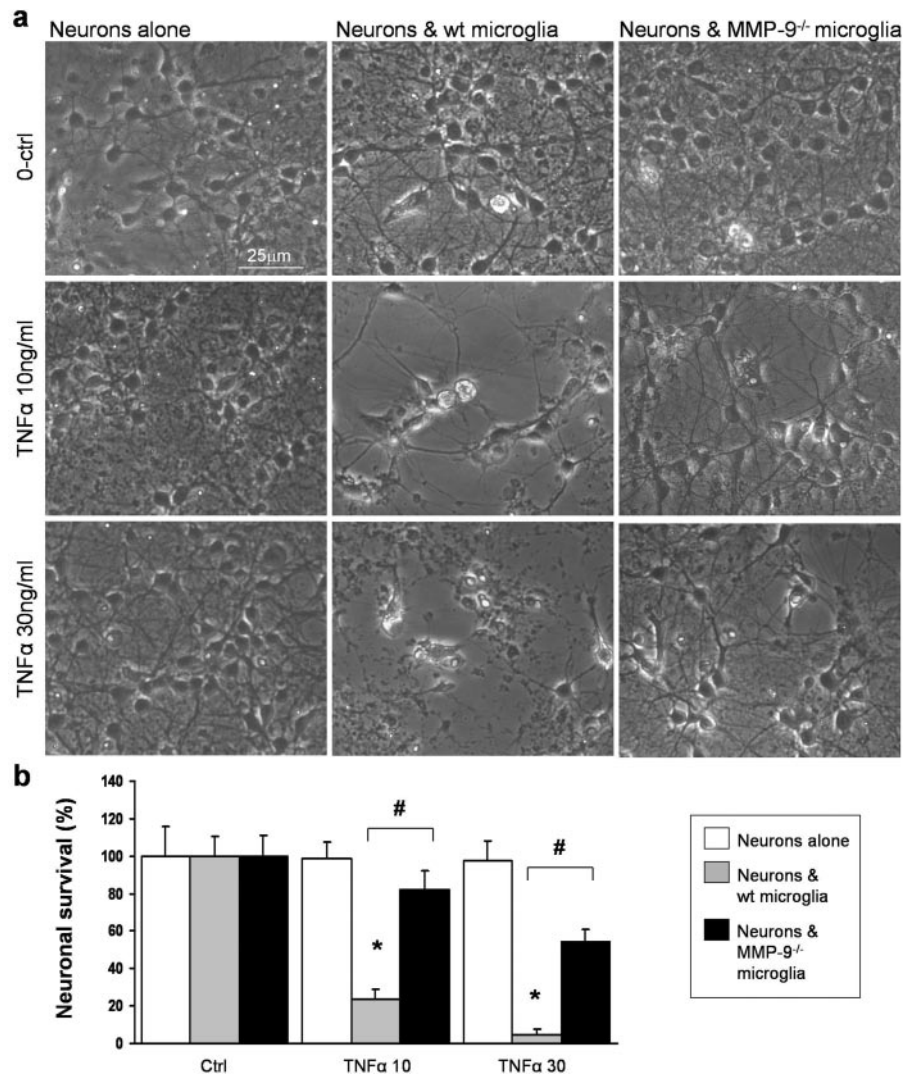 a
Neurons alone
Neurons & wt microglia
Neurons & MMP-9-/- microglia
0-ctrl
25μm
TNFα 10ng/ml
TNFα 30ng/ml
b
Neuronal survival (%)
140
120
100
80
60
40
20
0
#
#
*
*
Ctrl
TNFα 10
TNFα 30
Neurons alone
Neurons &
wt microglia
Neurons &
MMP-9-/-
microglia